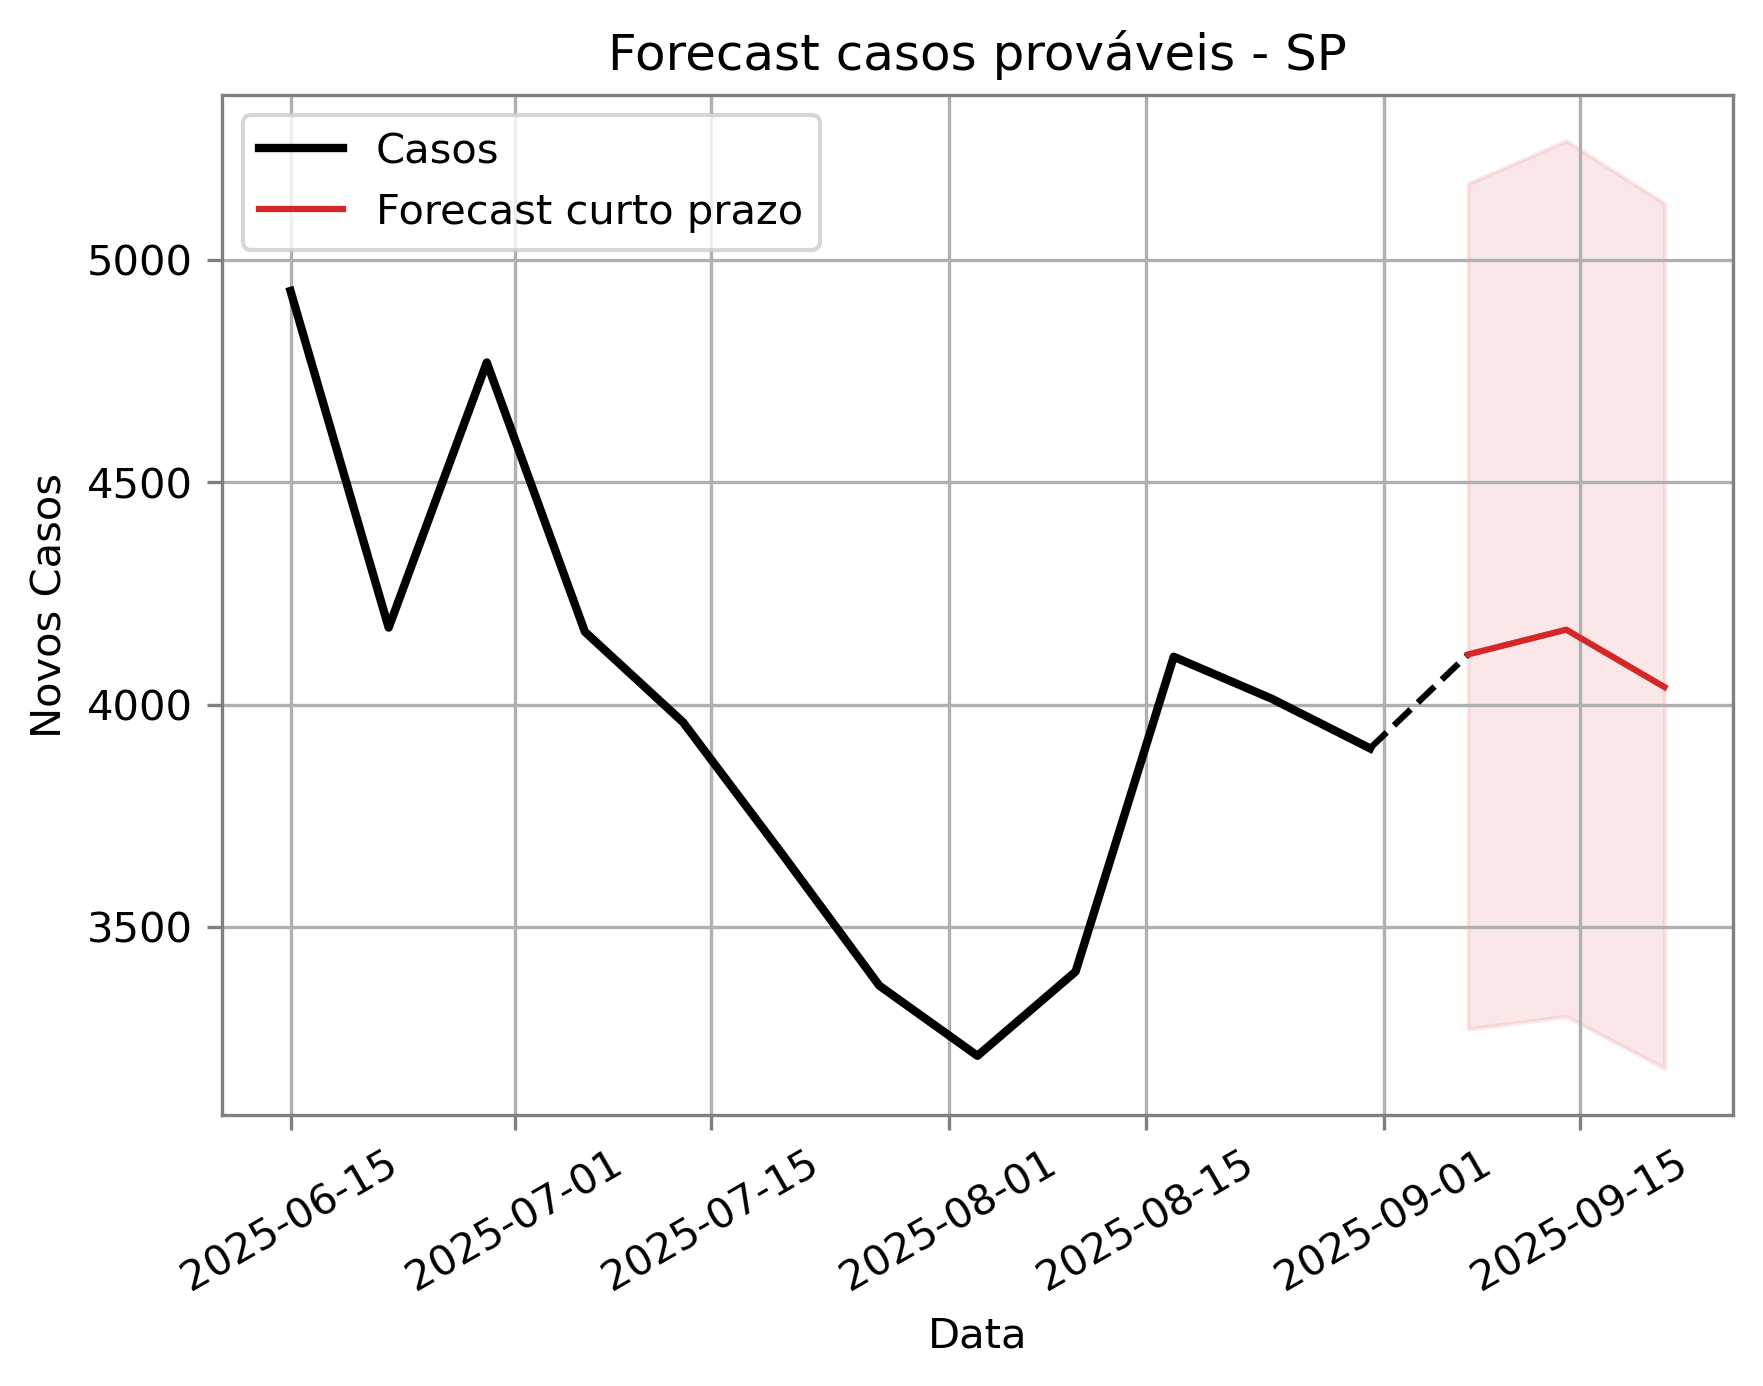 Forecast casos prováveis - SP
Casos
Forecast curto prazo
Novos Casos
5000
4500
4000
3500
2025-06-15
2025-07-01
2025-07-15
2025-08-01
2025-08-15
2025-09-01
2025-09-15
Data